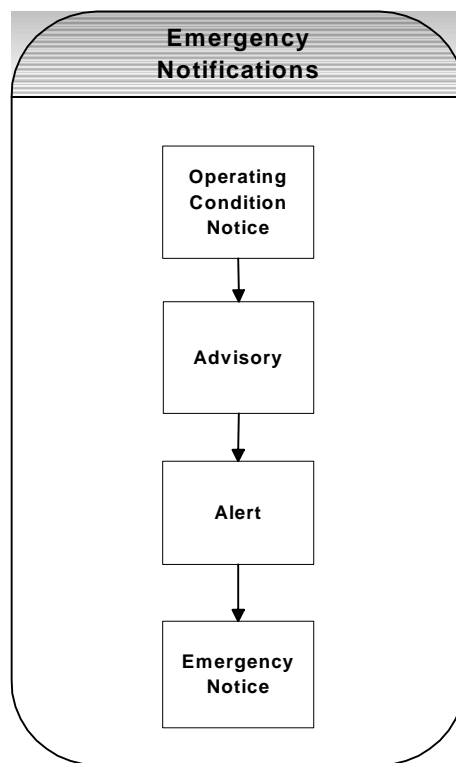 Emergency
Notifications
Operating
Condition
Notice
Advisory
Alert
Emergency
Notice